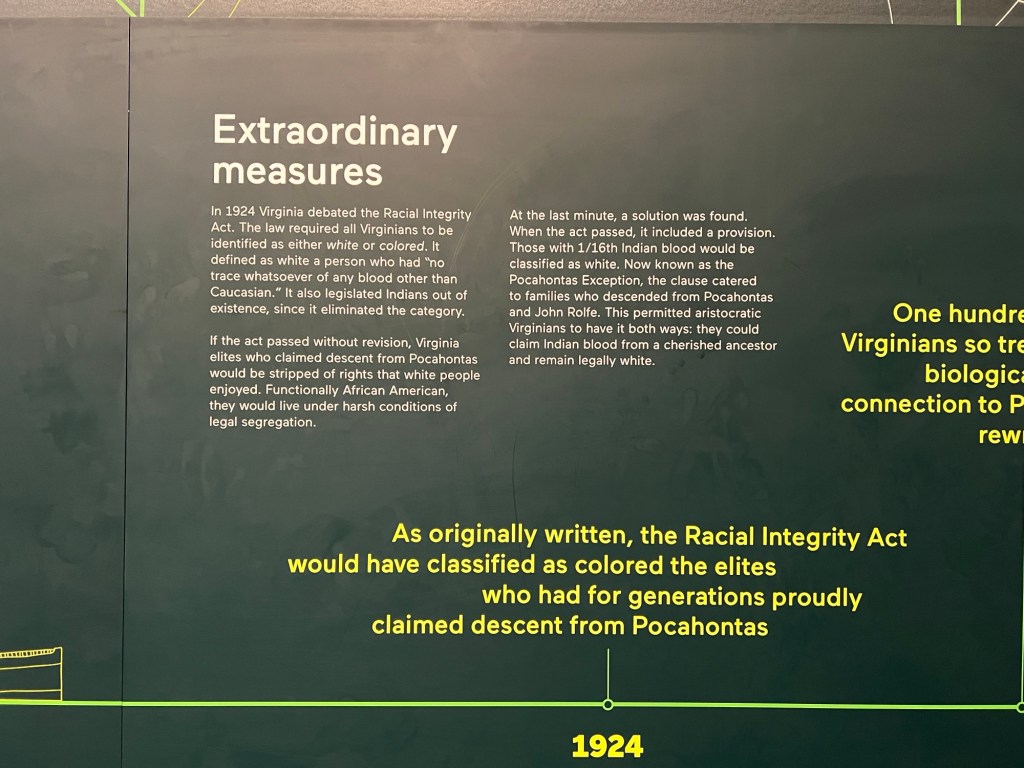 Extraordinary
measures
In 1924 Virginia debated the Racial Integrity
Act. The law required all Virginians to be
identified as either white or colored. It
defined as white a person who had “no
trace whatsoever of any blood other than
Caucasian.” It also legislated Indians out of
existence, since it eliminated the category.
If the act passed without revision, Virginia
elites who claimed descent from Pocahontas
would be stripped of rights that white people
enjoyed. Functionally African American,
they would live under harsh conditions of
legal segregation.
At the last minute, a solution was found.
When the act passed, it included a provision.
Those with 1/16th Indian blood would be
classified as white. Now known as the
Pocahontas Exception, the clause catered
to families who descended from Pocahontas
and John Rolfe. This permitted aristocratic
Virginians to have it both ways: they could
claim Indian blood from a cherished ancestor
and remain legally white.
One
Virginians so
connection to
As originally written, the Racial Integrity Act
would have classified as colored the elites
who had for generations proudly
claimed descent from Pocahontas
1924